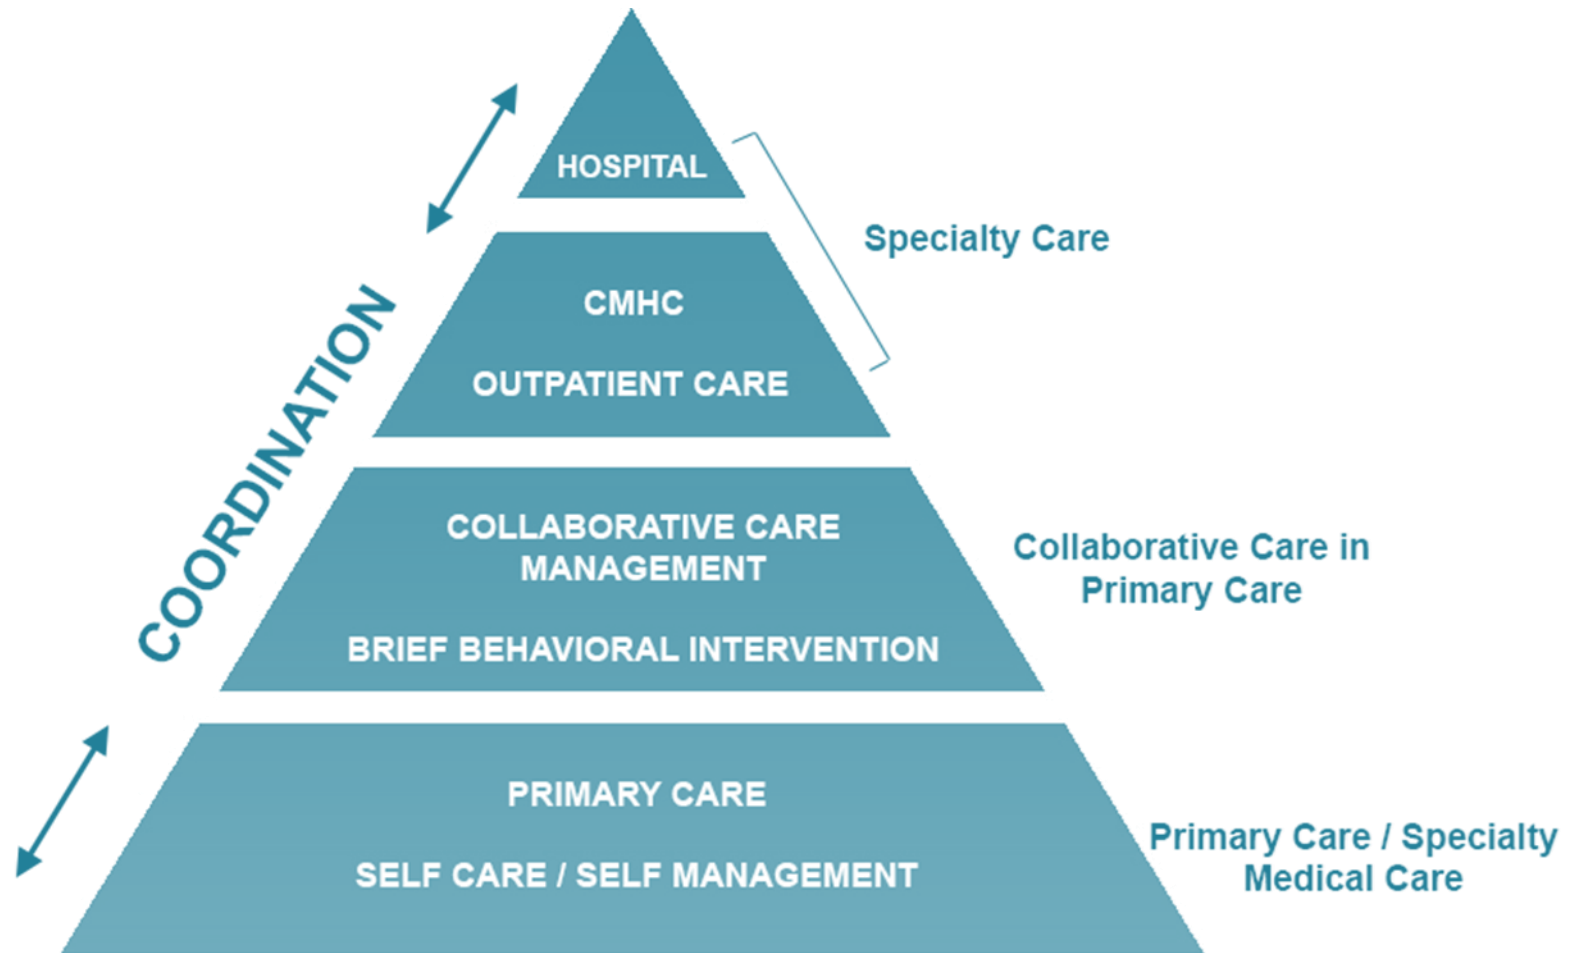 HOSPITAL
Specialty Care
CMHC
OUTPATIENT CARE
COORDINATION
COLLABORATIVE CARE
MANAGEMENT
BRIEF BEHAVIORAL INTERVENTION
Collaborative Care in
Primary Care
PRIMARY CARE
SELF CARE / SELF MANAGEMENT
Primary Care / Specialty
Medical Care